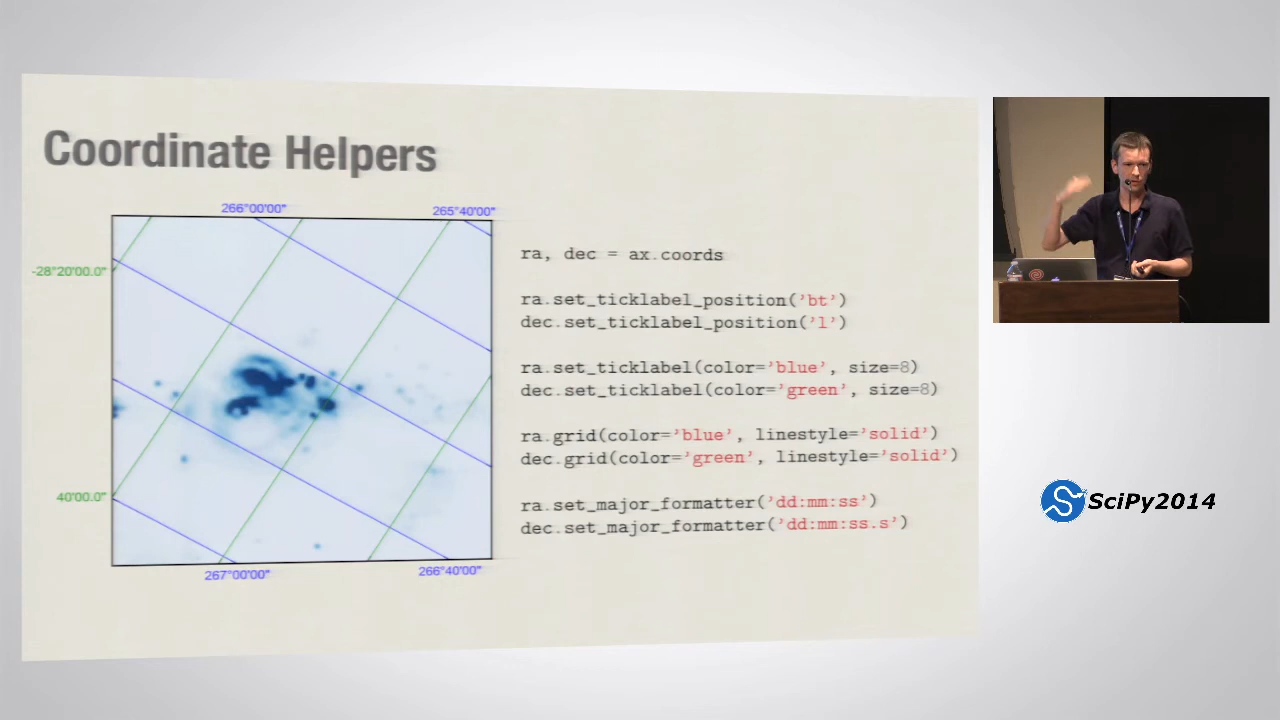 Coordinate Helpers
266°00'00"
265°40'00"
-28°20'00.0"
40'00.0"
267°00'00"
266°40'00"
ra, dec = ax.coords
ra.set_ticklabel_position('bt')
dec.set_ticklabel_position('l')
ra.set_ticklabel(color='blue', size=8)
dec.set_ticklabel(color='green', size=8)
ra.grid(color='blue', linestyle='solid')
dec.grid(color='green', linestyle='solid')
ra.set_major_formatter('dd:mm:ss')
dec.set_major_formatter('dd:mm:ss.s')
SciPy2014